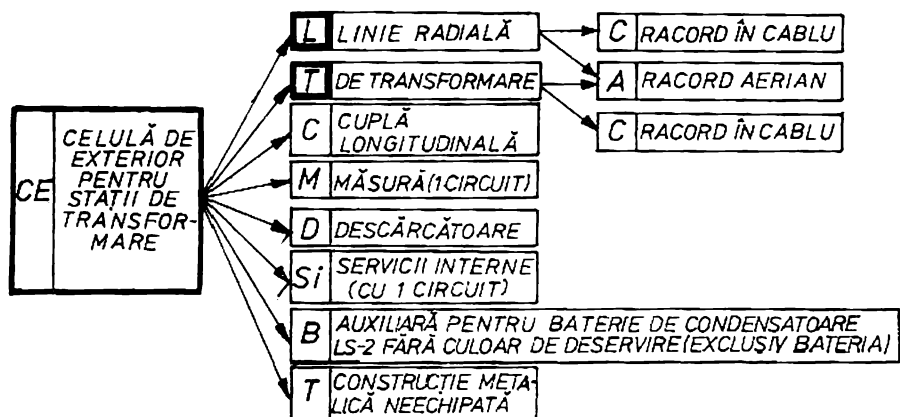 CE
CELULĂ DE
EXTERIOR
PENTRU
STAȚII DE
TRANSFOR-
MARE
L LINIE RADIALĂ
T DE TRANSFORMARE
C CUPLĂ
LONGITUDINALĂ
M MĂSURĂ (1 CIRCUIT)
D DESCĂRCĂTOARE
Si SERVICII INTERNE
(CU 1 CIRCUIT)
B AUXILIARĂ PENTRU BATERIE DE CONDENSATOARE
LS-2 FĂRĂ CULOAR DE DESERVIRE (EXCLUSIV BATERIA)
T CONSTRUCȚIE META-
LICĂ NEECHIPATĂ
C RACORD ÎN CABLU
A RACORD AERIAN
C RACORD ÎN CABLU